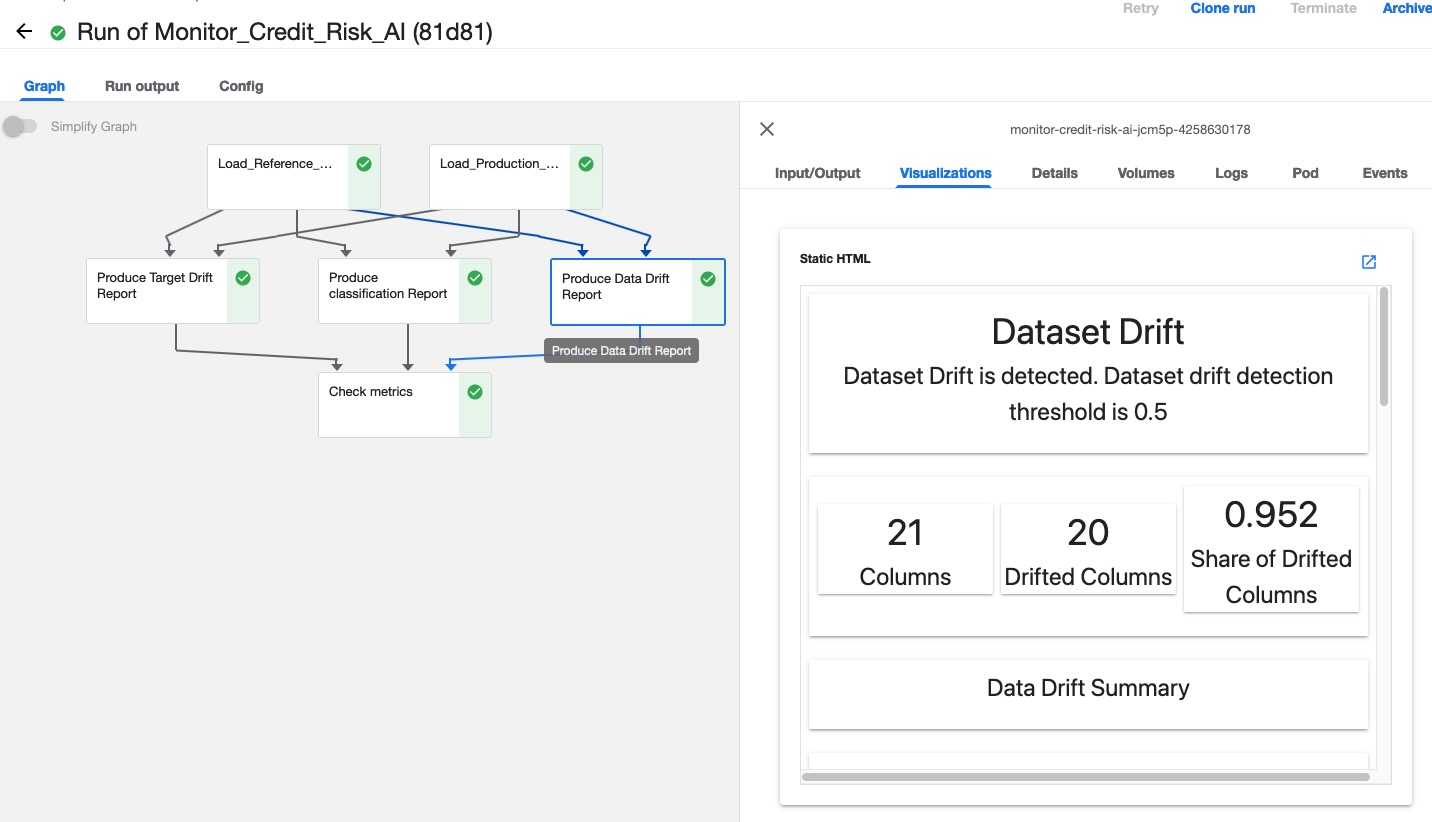 Retry Clone run Terminate Archive
Run of Monitor_Credit_Risk_AI (81d81)
Graph Run output Config
Simplify Graph
Load_Reference_...
Load_Production_...
Produce Target Drift
Report
Produce
classification Report
Produce Data Drift
Report
Produce Data Drift Report
Check metrics
monitor-credit-risk-ai-jcm5p-4258630178
Input/Output Visualizations Details Volumes Logs Pod Events
Static HTML
Dataset Drift
Dataset Drift is detected. Dataset drift detection
threshold is 0.5
21
Columns
20
Drifted Columns
0.952
Share of Drifted
Columns
Data Drift Summary